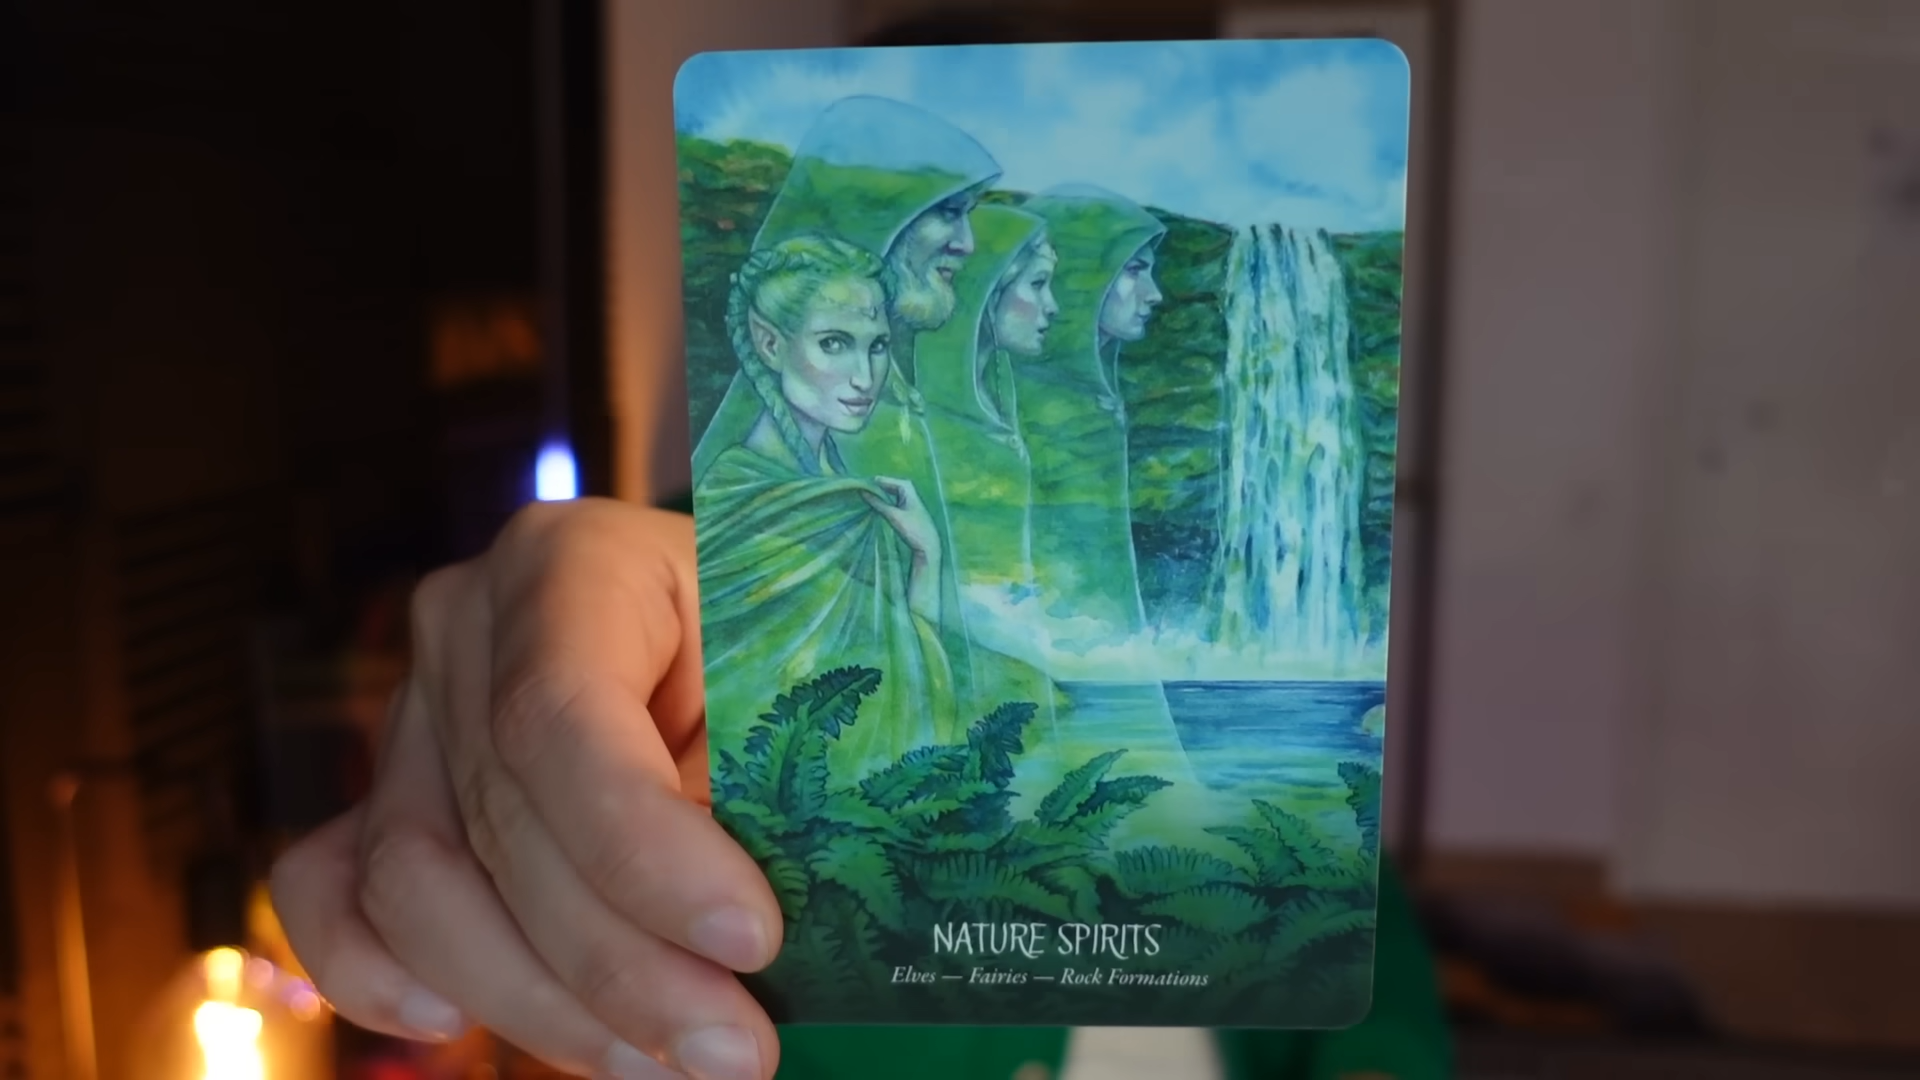 NATURE SPIRITS
Elves — Fairies — Rock Formations